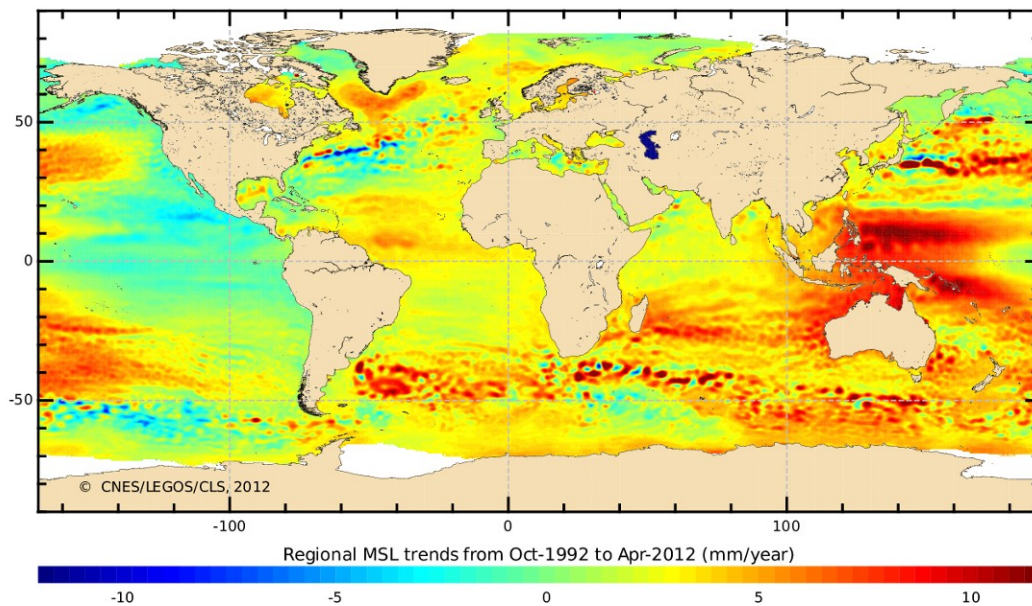 50
0
-50
© CNES/LEGOS/CLS, 2012
-100 0 100
Regional MSL trends from Oct-1992 to Apr-2012 (mm/year)
-10 -5 0 5 10